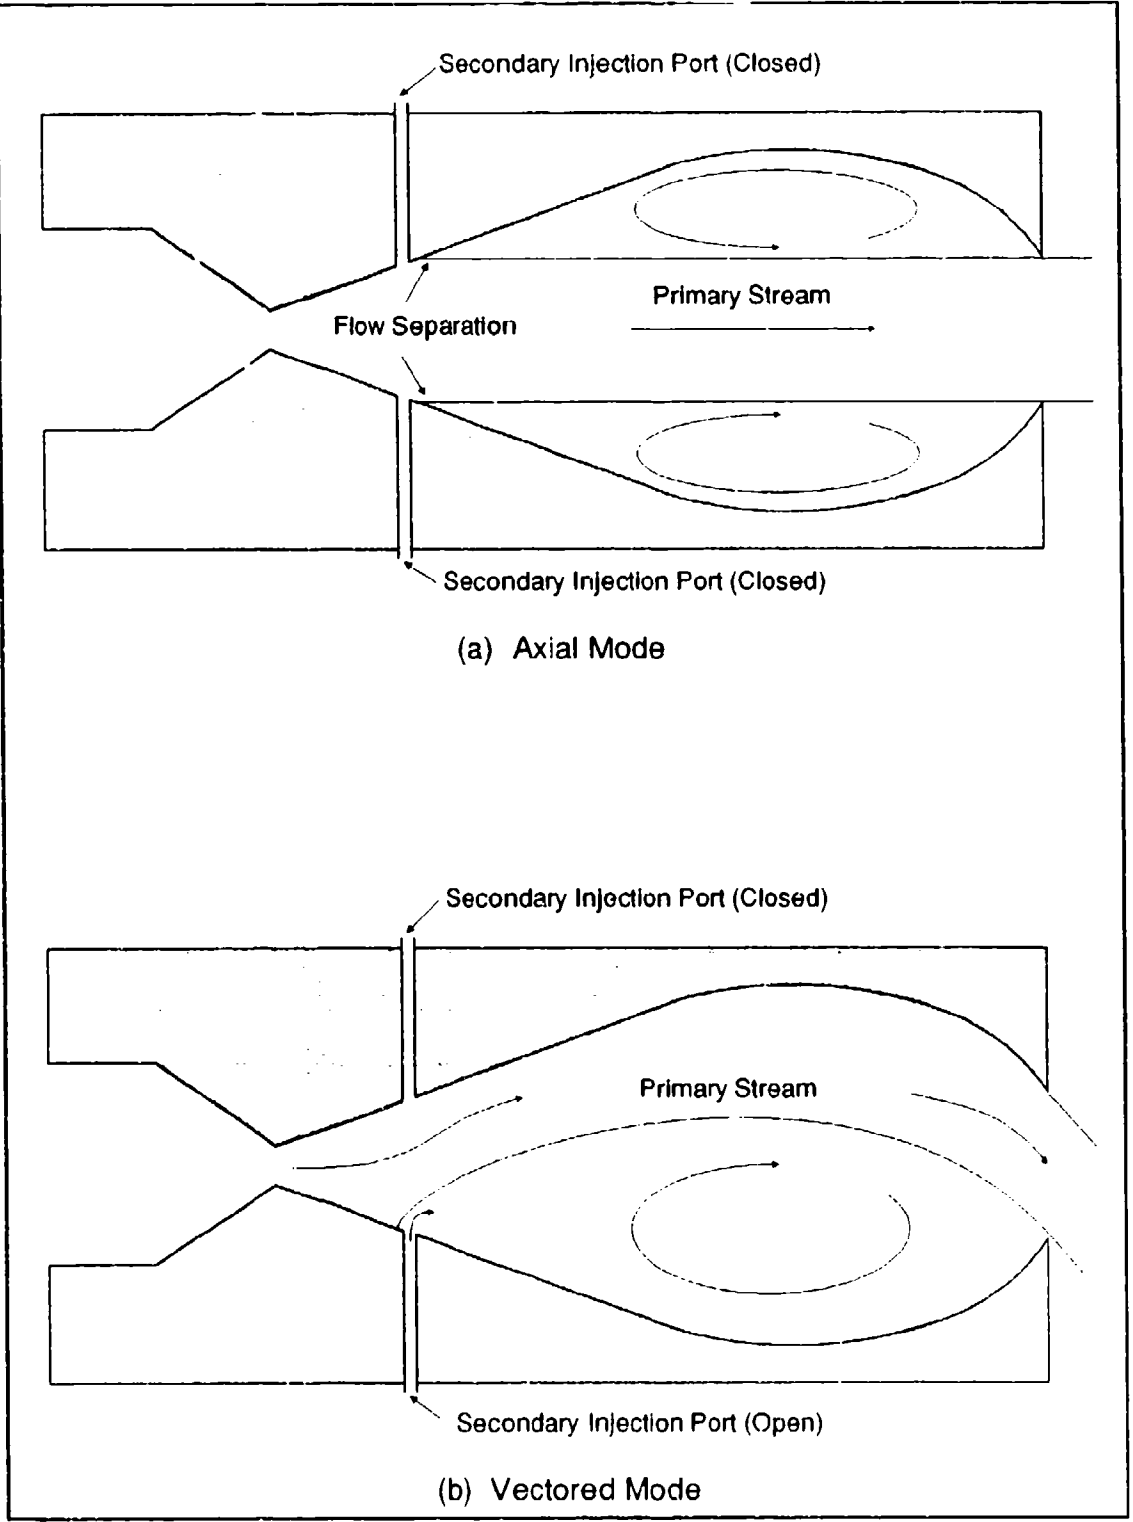 Secondary Injection Port (Closed)
Primary Stream
Flow Separation
Secondary Injection Port (Closed)
(a) Axial Mode
Secondary Injection Port (Closed)
Primary Stream
Secondary Injection Port (Open)
(b) Vectored Mode